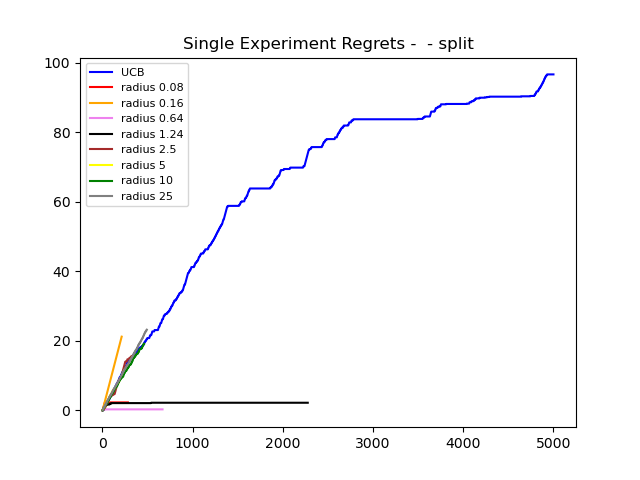 Single Experiment Regrets -  - split
100
80
60
40
20
0
UCB
radius 0.08
radius 0.16
radius 0.64
radius 1.24
radius 2.5
radius 5
radius 10
radius 25
0 1000 2000 3000 4000 5000